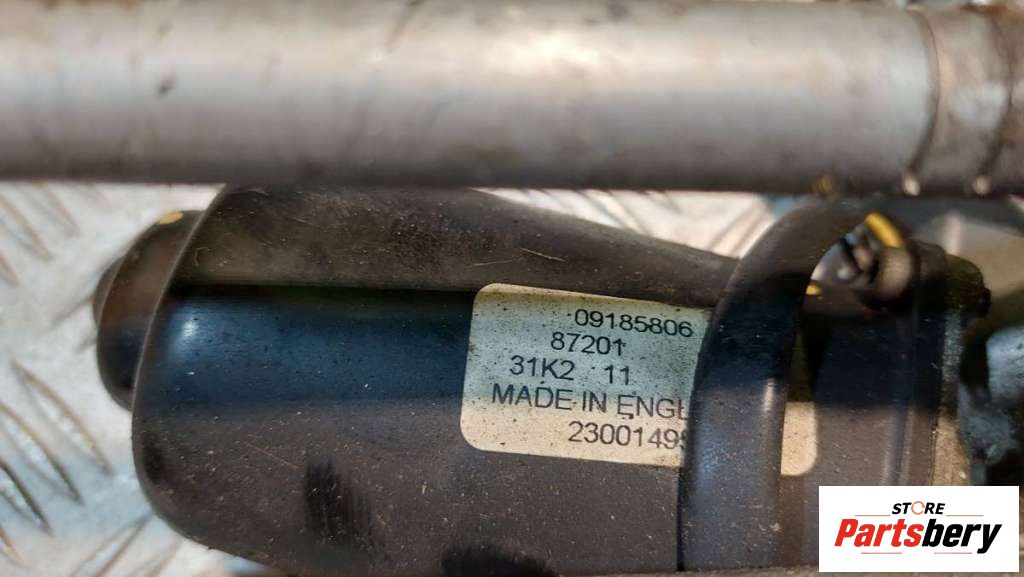 09185806
87201
31K2 11
MADE IN ENGL
2300149
STORE
Partsbery